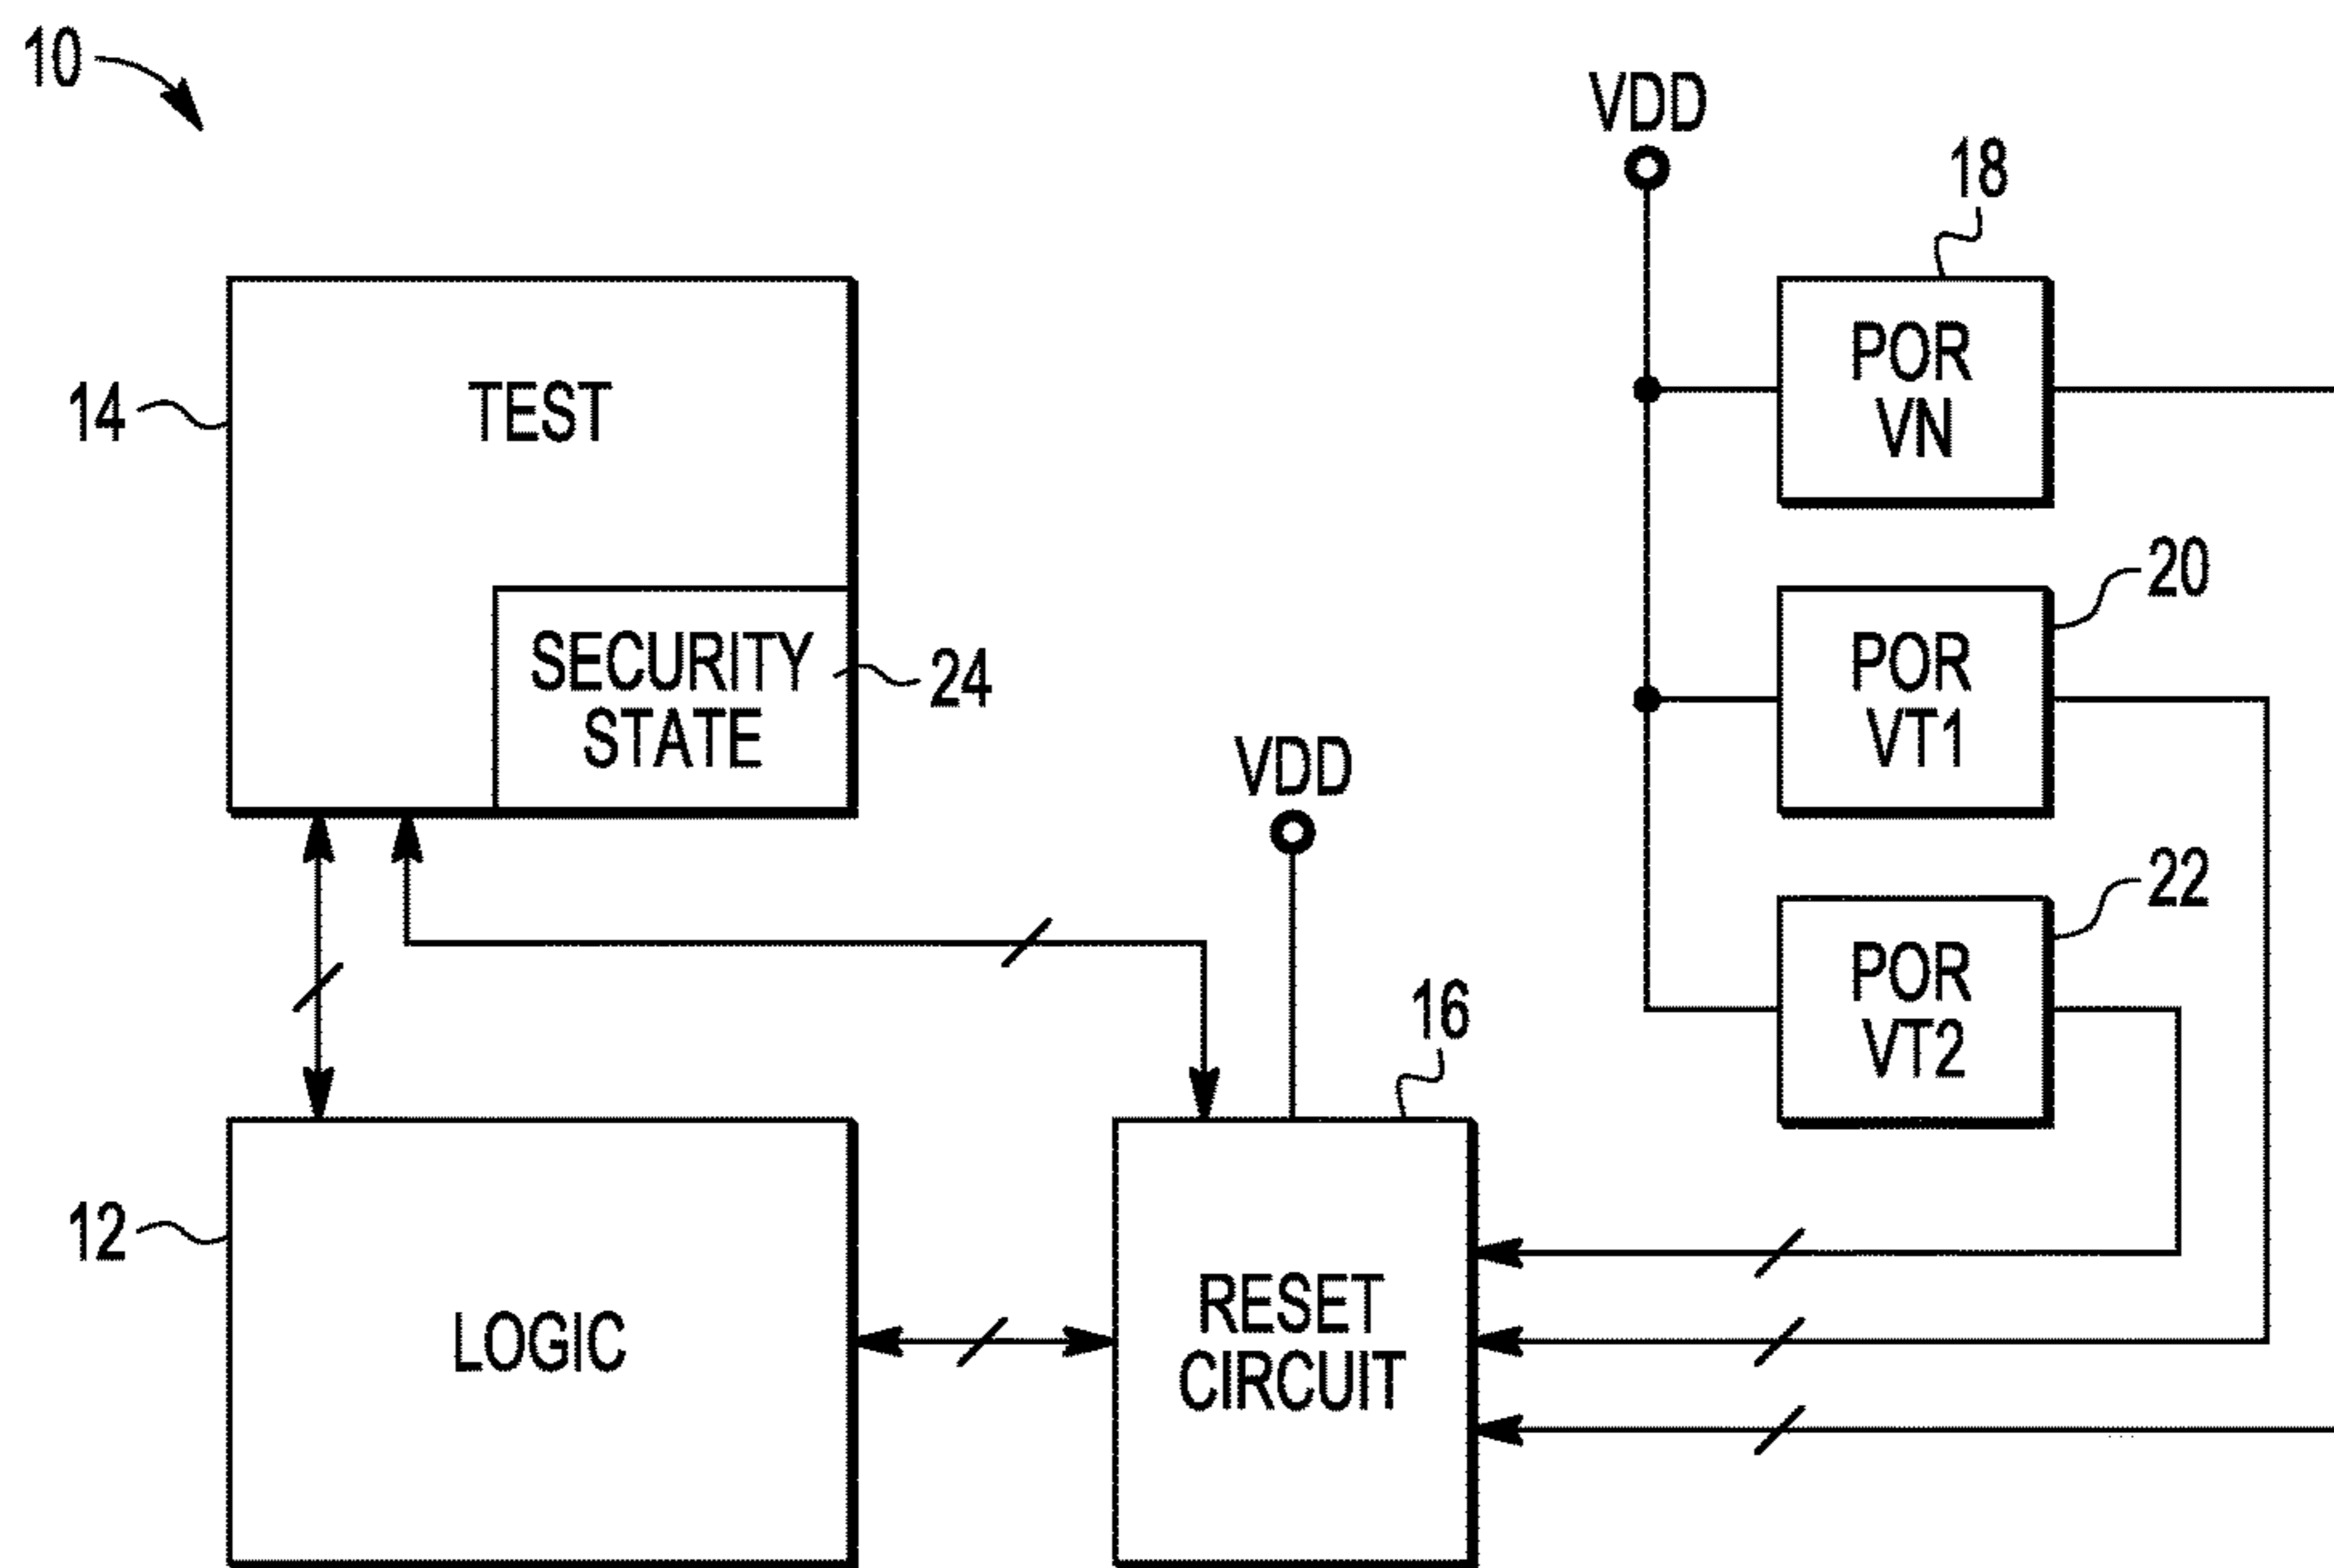 10
VDD
18
POR
VN
14
TEST
20
POR
VT1
SECURITY
STATE
24
VDD
22
POR
VT2
16
12
LOGIC
RESET
CIRCUIT